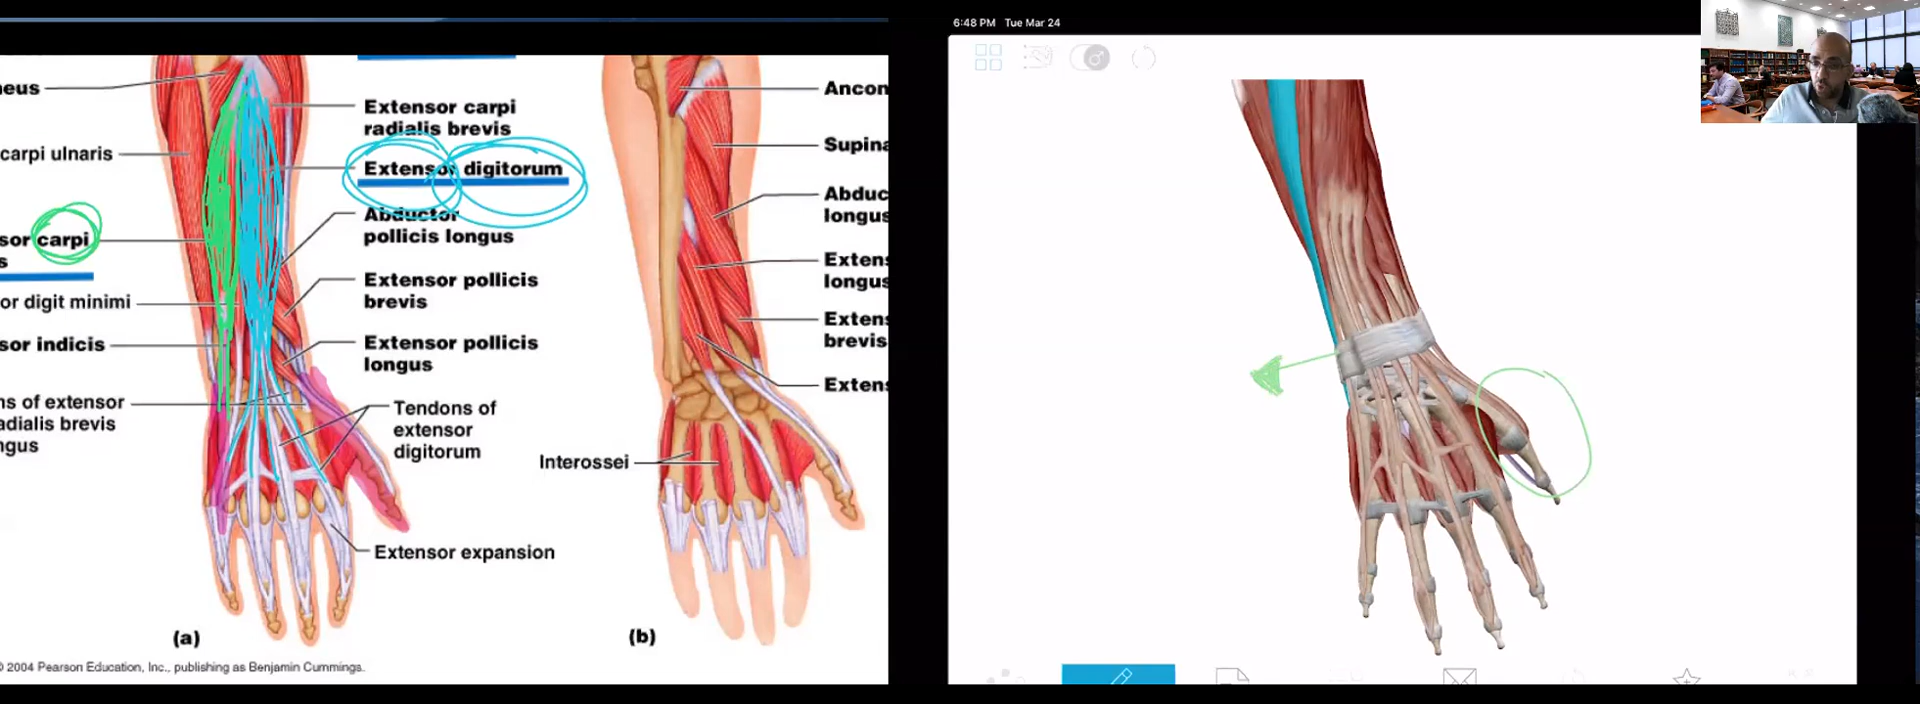 6:48 PM Tue Mar 24
neus
carpi ulnaris
sor carpi
s
or digit minimi
sor indicis
ns of extensor
adialis brevis
ngus
Extensor carpi
radialis brevis
Extensor digitorum
Abductor
pollicis longus
Extensor pollicis
brevis
Extensor pollicis
longus
Tendons of
extensor
digitorum
Extensor expansion
(a)
Ancon
Supina
Abduc
longus
Extens
longus
Extens
brevis
Extens
Interossei
(b)
© 2004 Pearson Education, Inc., publishing as Benjamin Cummings.